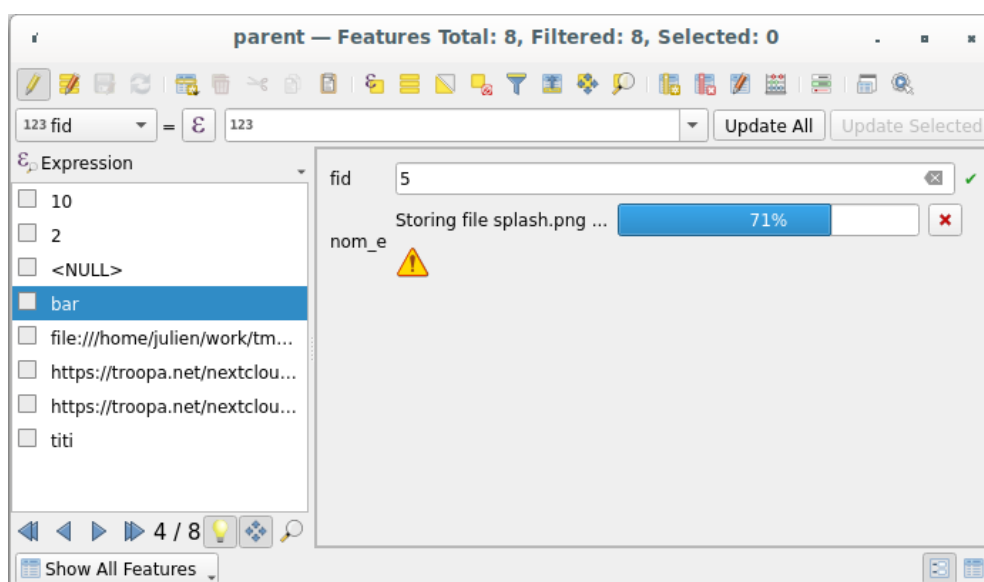 parent — Features Total: 8, Filtered: 8, Selected: 0
123 fid = ε 123 Update All Update Selected
Expression
10
2
<NULL>
bar
file:///home/julien/work/tm...
https://troopa.net/nextclou...
https://troopa.net/nextclou...
titi
fid 5
Storing file splash.png ... 71%
nom_e
4 / 8
Show All Features